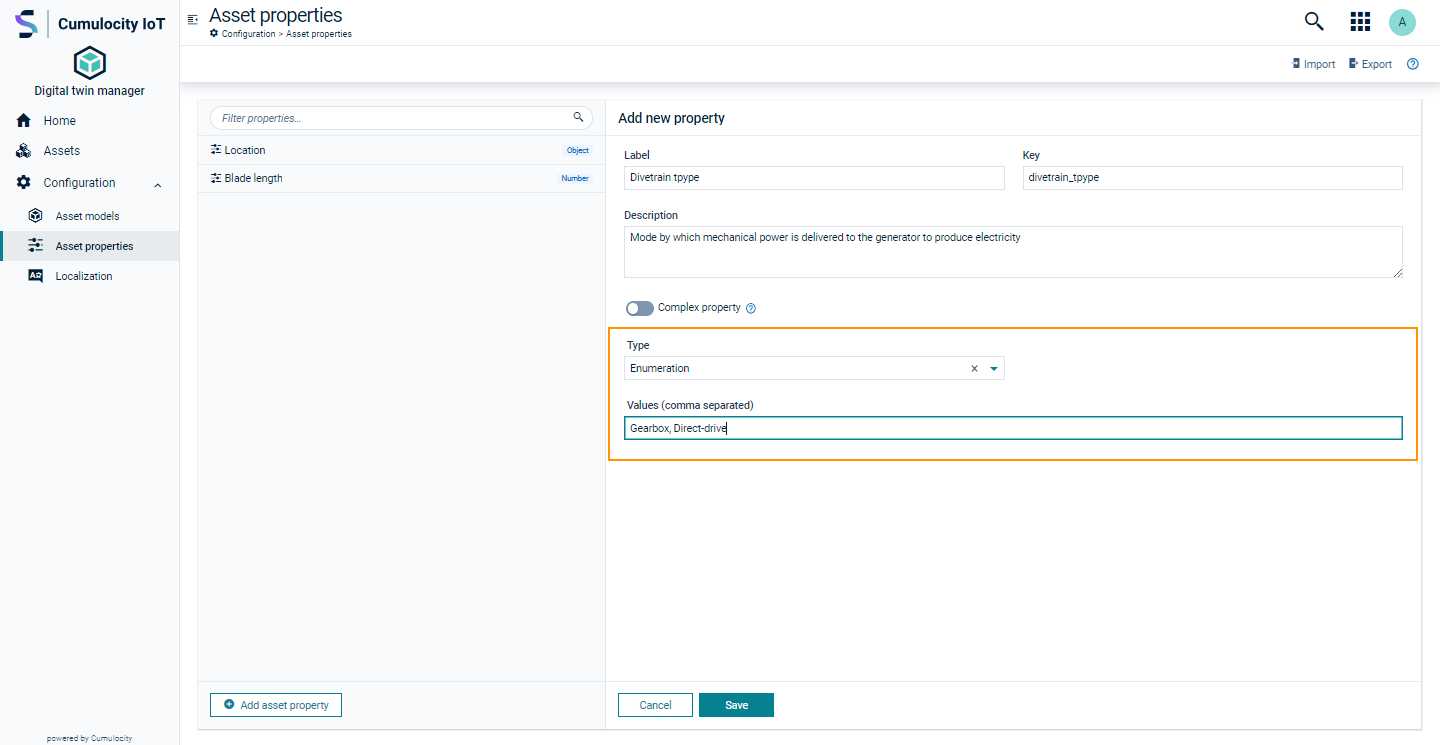 Cumulocity IoT
Digital twin manager
Home
Assets
Configuration
Asset models
Asset properties
Localization
powered by Cumulocity
Asset properties
Configuration > Asset properties
A
Import
Export
Filter properties...
Location
Object
Blade length
Number
Add asset property
Add new property
Label
Key
Divetrain tpype
divetrain_tpype
Description
Mode by which mechanical power is delivered to the generator to produce electricity
Complex property
Type
Enumeration
Values (comma separated)
Gearbox, Direct-drive
Cancel
Save